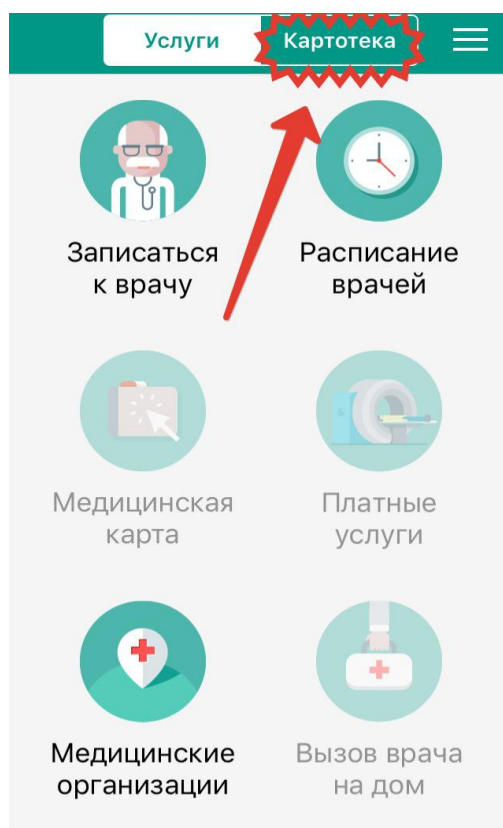 Услуги Картотека
Записаться Расписание
к врачу врачей
Медицинская Платные
карта услуги
Медицинские Вызов врача
организации на дом